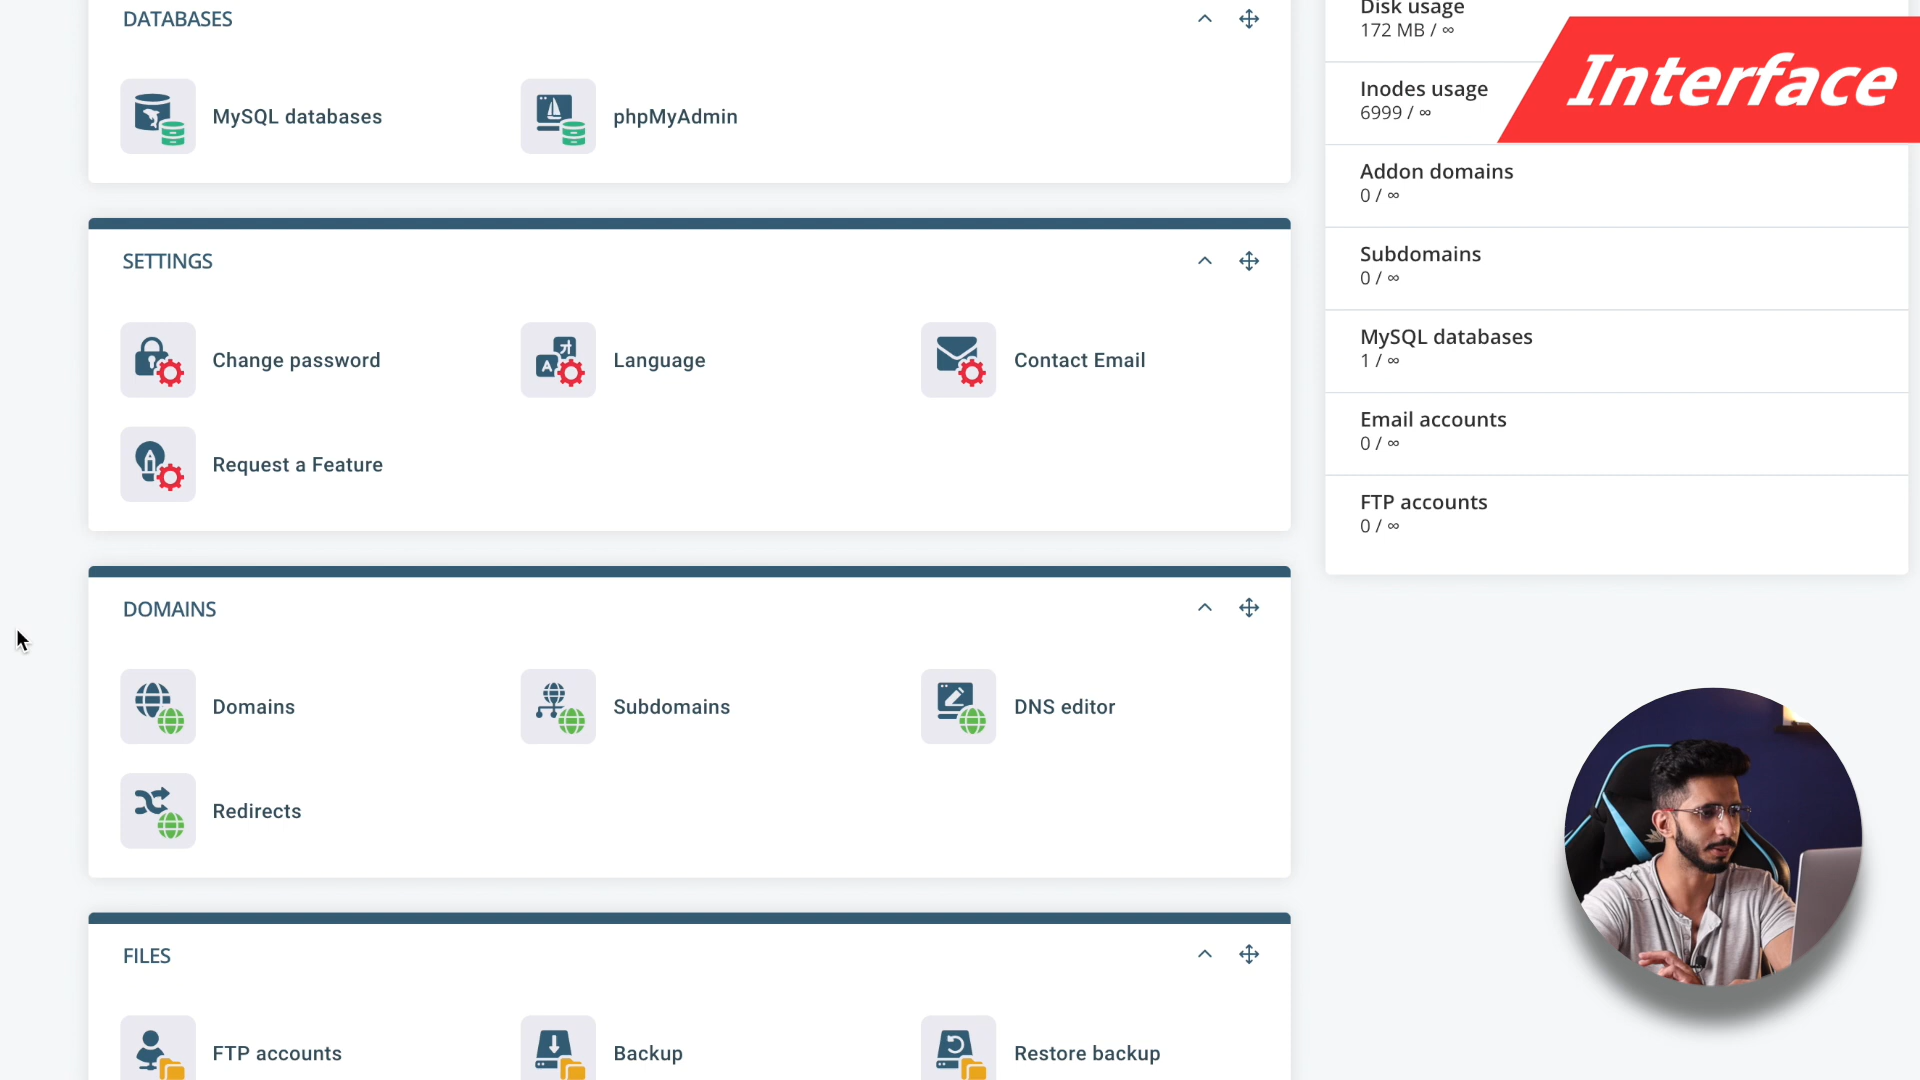 DATABASES
MySQL databases
phpMyAdmin
SETTINGS
Change password
Language
Contact Email
Request a Feature
DOMAINS
Domains
Subdomains
DNS editor
Redirects
FILES
FTP accounts
Backup
Restore backup
Disk usage
172 MB / ∞
Inodes usage
6999 / ∞
Addon domains
0 / ∞
Subdomains
0 / ∞
MySQL databases
1 / ∞
Email accounts
0 / ∞
FTP accounts
0 / ∞
Interface